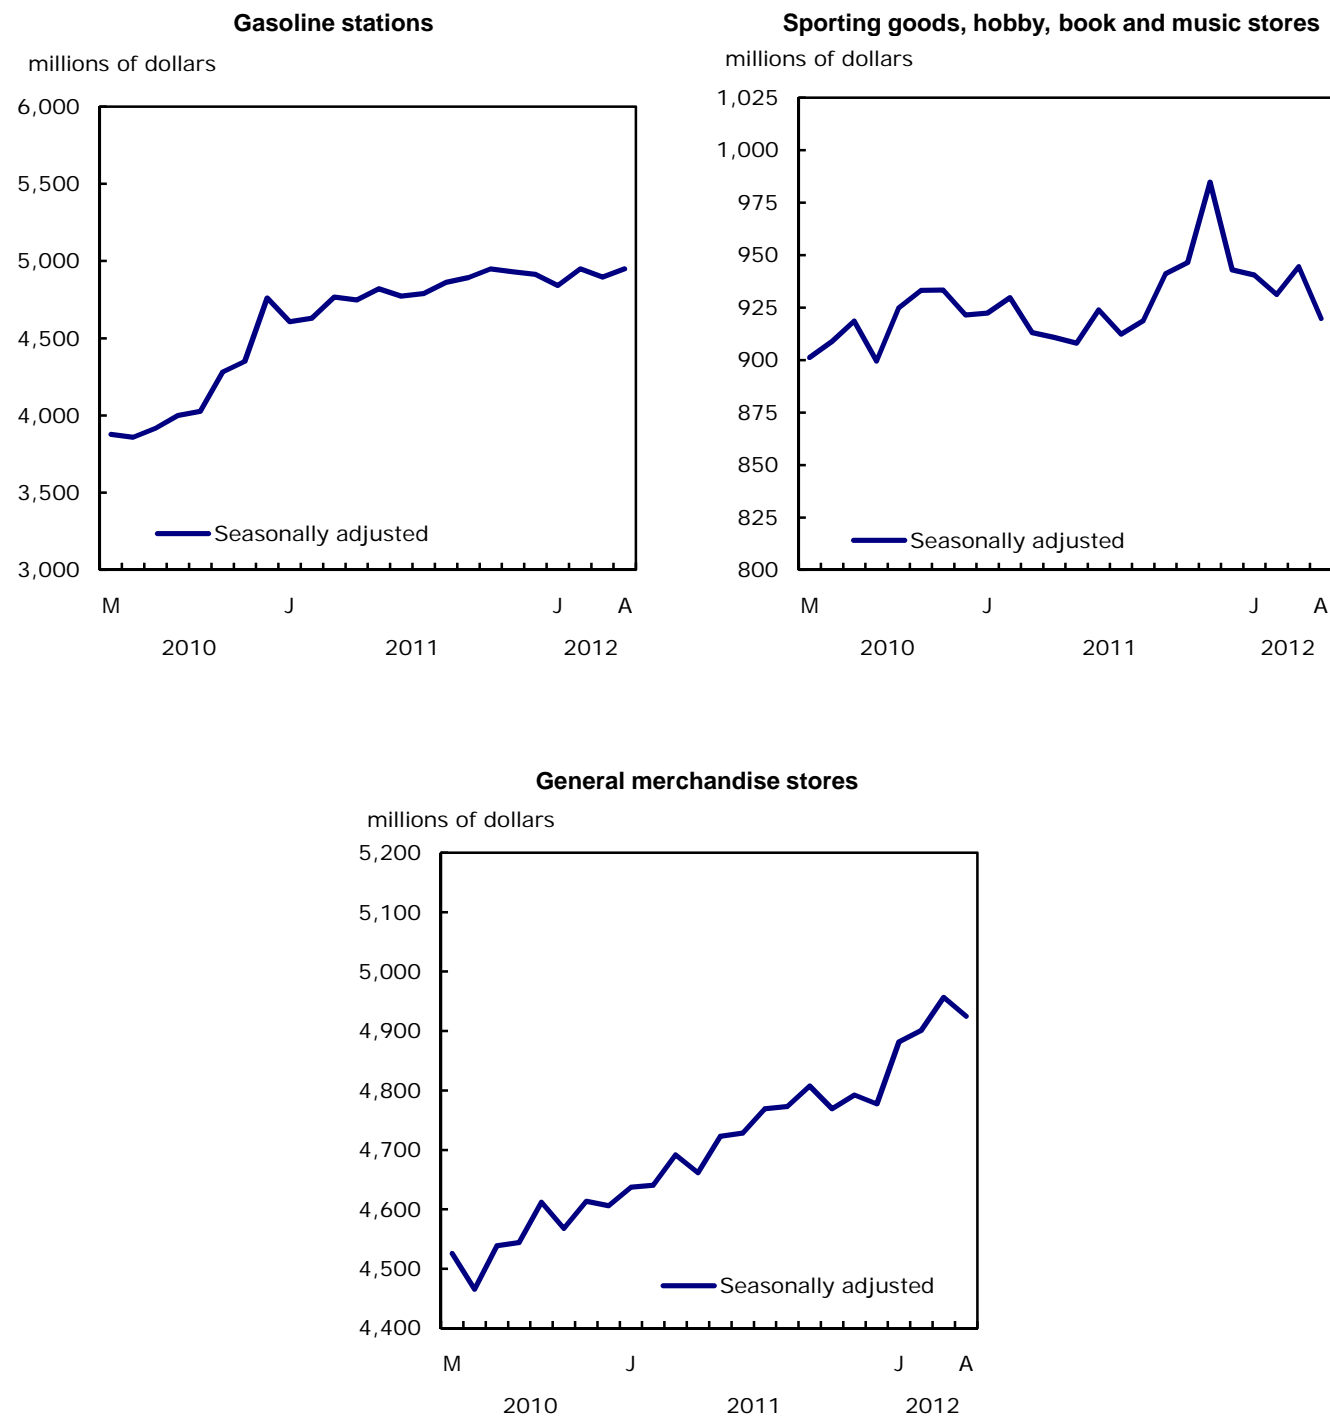 Gasoline stations
millions of dollars
6,000
5,500
5,000
4,500
4,000
3,500
3,000
Seasonally adjusted
M J J A
2010 2011 2012
Sporting goods, hobby, book and music stores
millions of dollars
1,025
1,000
975
950
925
900
875
850
825
800
Seasonally adjusted
M J J A
2010 2011 2012
General merchandise stores
millions of dollars
5,200
5,100
5,000
4,900
4,800
4,700
4,600
4,500
4,400
Seasonally adjusted
M J J A
2010 2011 2012